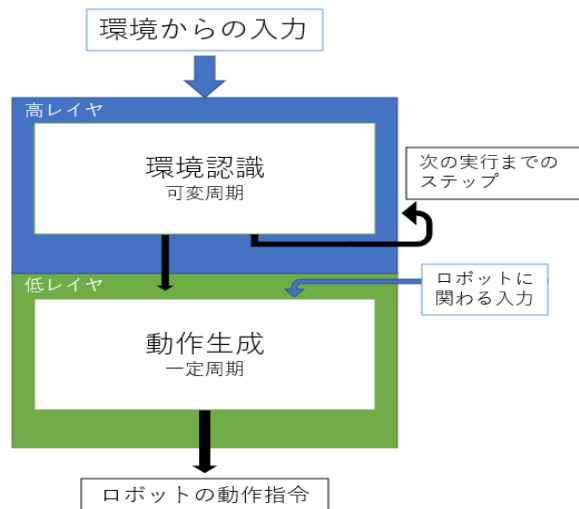 環境からの入力
高レイヤ
環境認識
可変周期
次の実行までの
ステップ
低レイヤ
ロボットに
関わる入力
動作生成
一定周期
ロボットの動作指令